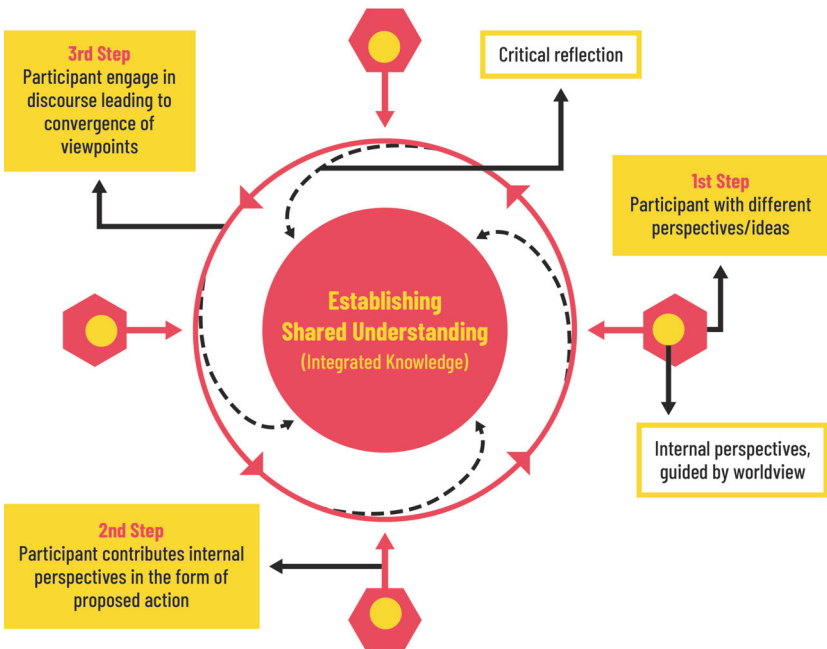 3rd Step
Participant engage in
discourse leading to
convergence of
viewpoints
Critical reflection
1st Step
Participant with different
perspectives/ideas
Establishing
Shared Understanding
(Integrated Knowledge)
Internal perspectives,
guided by worldview
2nd Step
Participant contributes internal
perspectives in the form of
proposed action